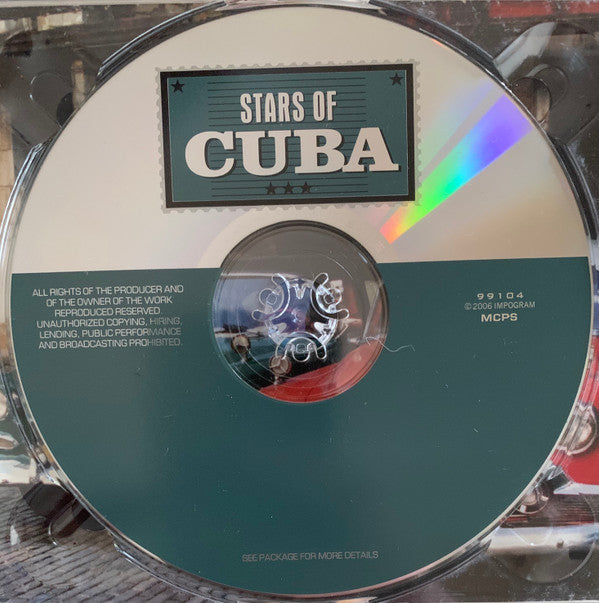 STARS OF
CUBA
ALL RIGHTS OF THE PRODUCER AND
OF THE OWNER OF THE WORK
REPRODUCED RESERVED.
UNAUTHORIZED COPYING, HIRING,
LENDING, PUBLIC PERFORMANCE
AND BROADCASTING PROHIBITED.
99104
©2006 IMPOGRAM
MCPS
SEE PACKAGE FOR MORE DETAILS